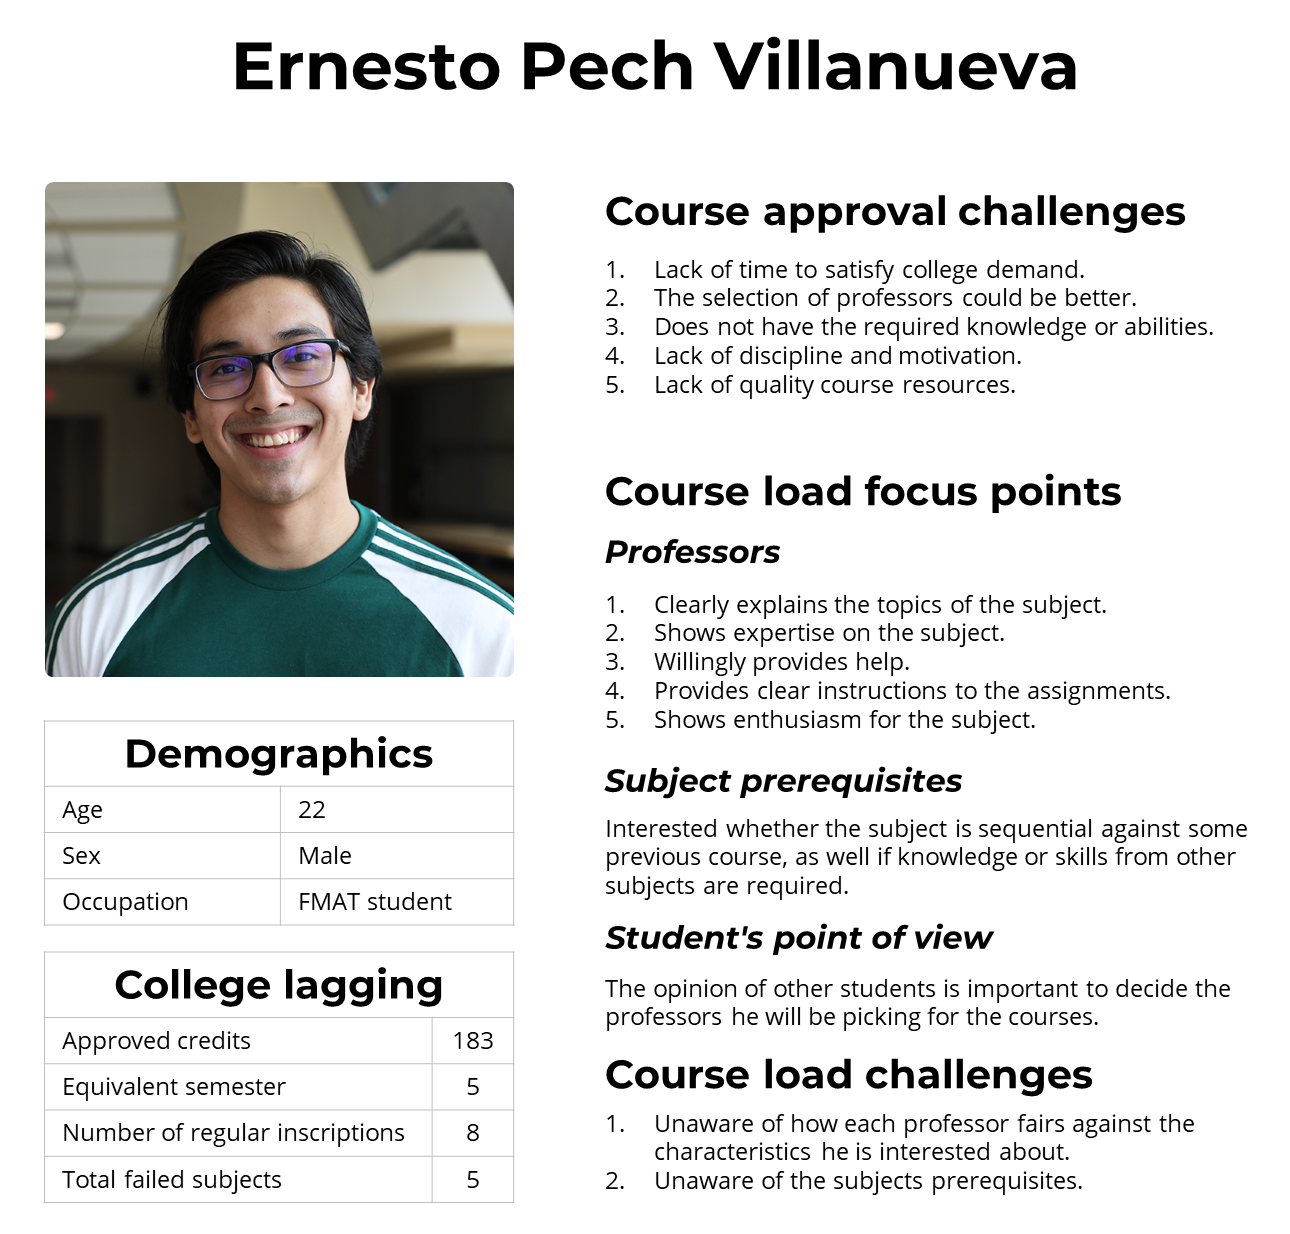 Ernesto Pech Villanueva
Demographics
Age 22
Sex Male
Occupation FMAT student
College lagging
Approved credits 183
Equivalent semester 5
Number of regular inscriptions 8
Total failed subjects 5
Course approval challenges
1. Lack of time to satisfy college demand.
2. The selection of professors could be better.
3. Does not have the required knowledge or abilities.
4. Lack of discipline and motivation.
5. Lack of quality course resources.
Course load focus points
Professors
1. Clearly explains the topics of the subject.
2. Shows expertise on the subject.
3. Willingly provides help.
4. Provides clear instructions to the assignments.
5. Shows enthusiasm for the subject.
Subject prerequisites
Interested whether the subject is sequential against some
previous course, as well if knowledge or skills from other
subjects are required.
Student's point of view
The opinion of other students is important to decide the
professors he will be picking for the courses.
Course load challenges
1. Unaware of how each professor fairs against the
characteristics he is interested about.
2. Unaware of the subjects prerequisites.